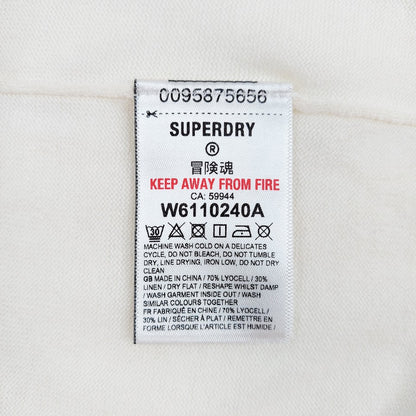 0095875656
SUPERDRY
®
冒険魂
KEEP AWAY FROM FIRE
CA: 59944
W6110240A
30
MACHINE WASH COLD ON A DELICATES
CYCLE, DO NOT BLEACH, DO NOT TUMBLE
DRY, LINE DRYING, IRON LOW, DO NOT DRY
CLEAN
GB MADE IN CHINA / 70% LYOCELL / 30%
LINEN / DRY FLAT / RESHAPE WHILST DAMP
/ WASH GARMENT INSIDE OUT / WASH
SIMILAR COLOURS TOGETHER
FR FABRIQUÉ EN CHINE / 70% LYOCELL /
30% LIN / SÉCHER À PLAT / REMETTRE EN
FORME LORSQUE L'ARTICLE EST HUMIDE /